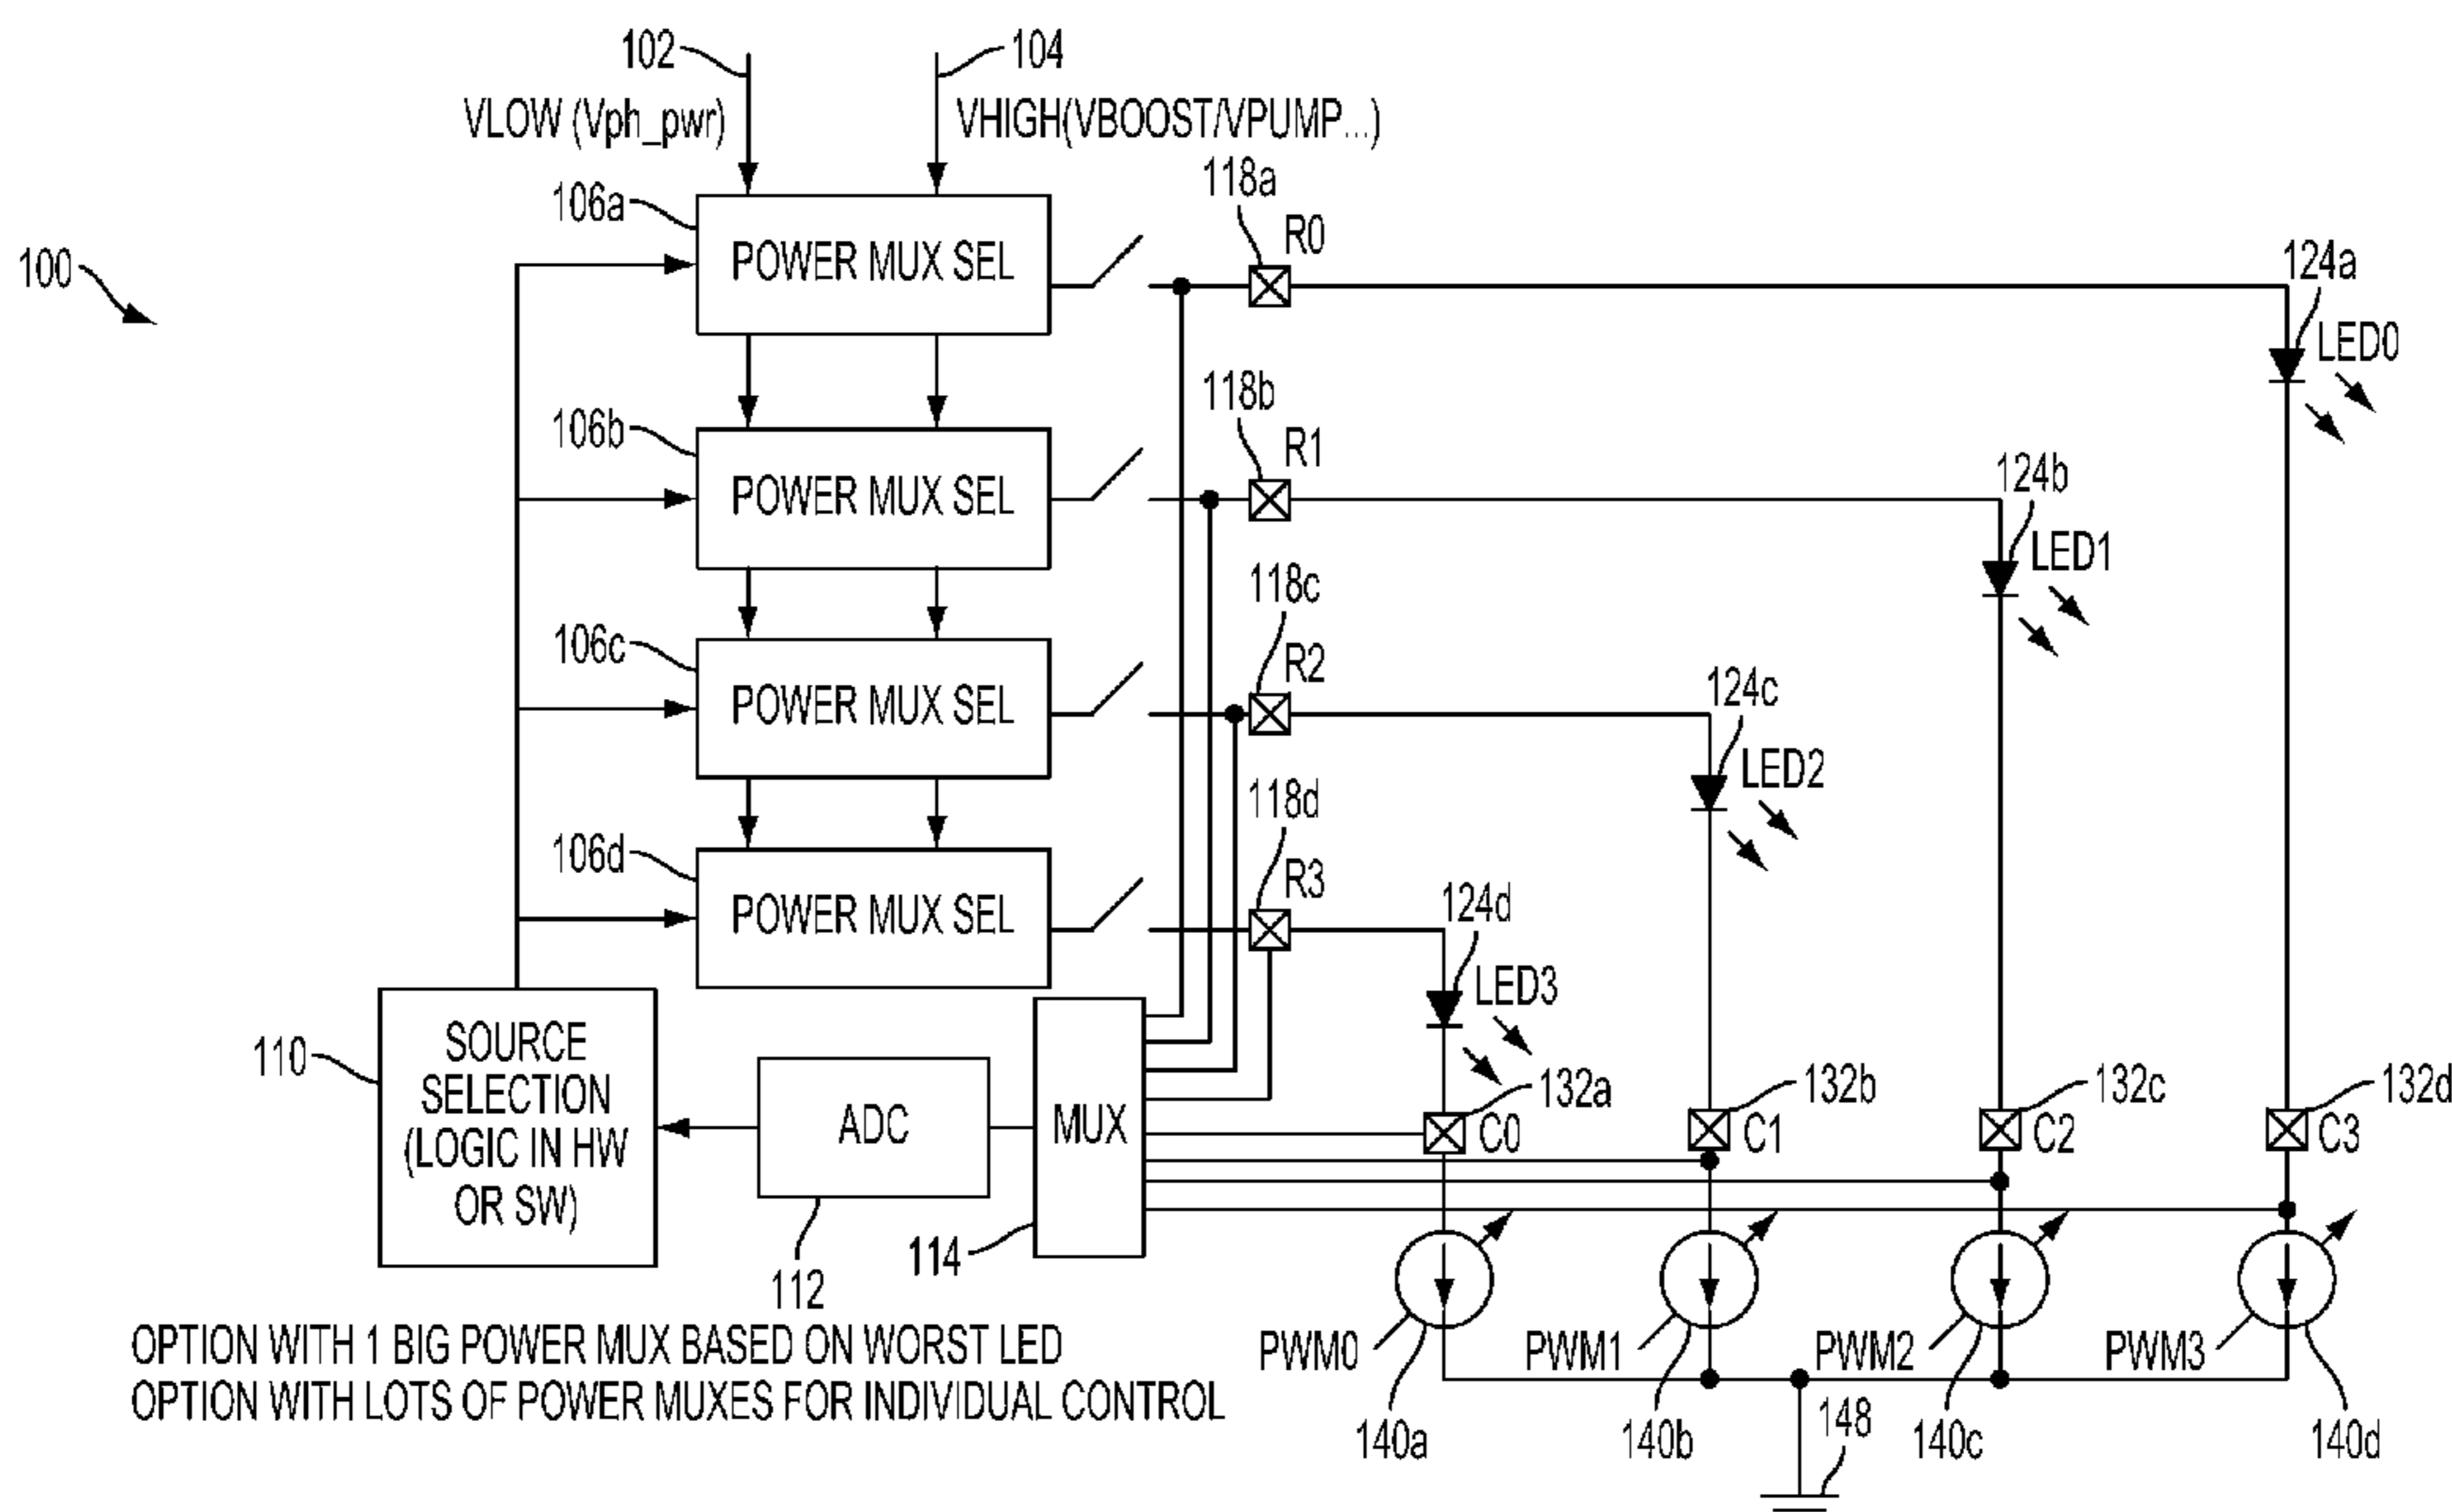 102
104
VLOW (Vph_pwr)
VHIGH(VBOOST/VPUMP...)
106a
POWER MUX SEL
118a
R0
100
124a
LED0
106b
POWER MUX SEL
118b
R1
124b
LED1
106c
POWER MUX SEL
118c
R2
124c
LED2
106d
POWER MUX SEL
118d
R3
124d
LED3
110
SOURCE
SELECTION
(LOGIC IN HW
OR SW)
ADC
112
MUX
114
132a
C0
132b
C1
132c
C2
132d
C3
PWM0
PWM1
PWM2
PWM3
140a
140b
148
140c
140d
OPTION WITH 1 BIG POWER MUX BASED ON WORST LED
OPTION WITH LOTS OF POWER MUXES FOR INDIVIDUAL CONTROL